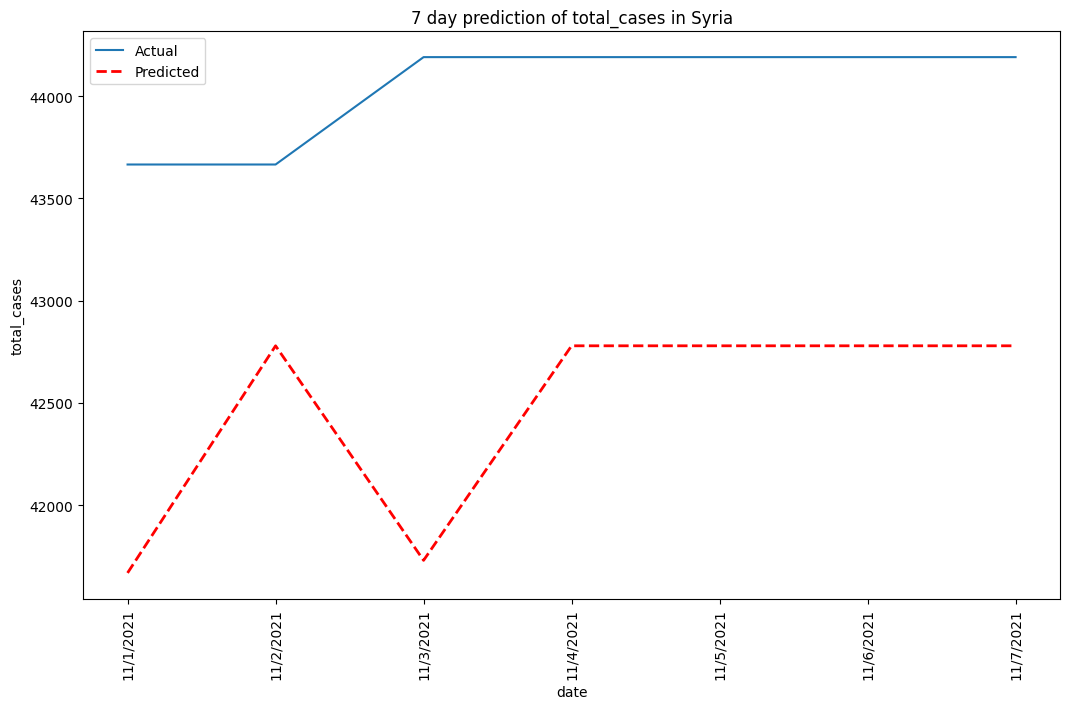 7 day prediction of total_cases in Syria
Actual
Predicted
total_cases
44000
43500
43000
42500
42000
11/1/2021
11/2/2021
11/3/2021
11/4/2021
11/5/2021
11/6/2021
11/7/2021
date